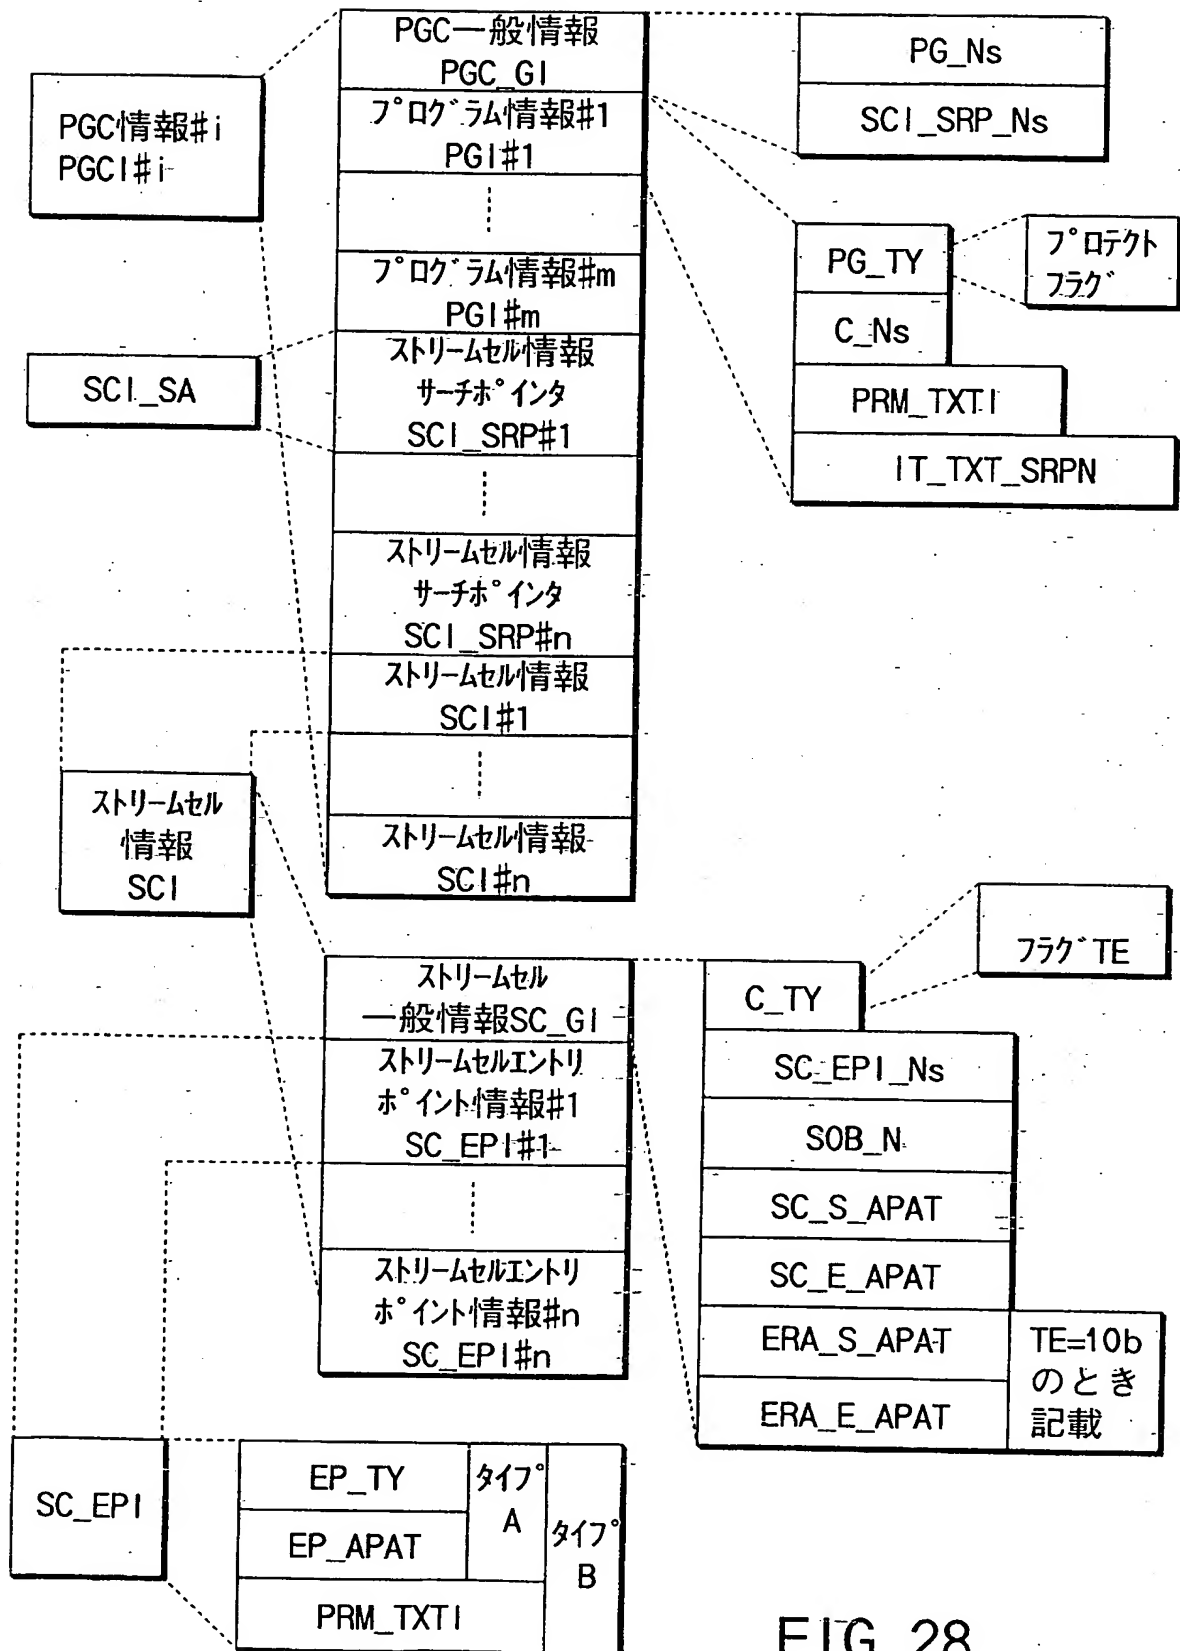 PGC情報#i
PGCI#i
PGC一般情報
PGC_GI
プログラム情報#1
PGI#1
プログラム情報#m
PGI#m
ストリームセル情報
サーチポインタ
SCI_SRP#1
ストリームセル情報
サーチポインタ
SCI_SRP#n
ストリームセル情報
SCI#1
ストリームセル情報
SCI#n
PG_Ns
SCI_SRP_Ns
PG_TY
プロテクト
フラグ
C_Ns
PRM_TXTI
IT_TXT_SRPN
SCI_SA
ストリームセル
情報
SCI
ストリームセル
一般情報SC_GI
ストリームセルエントリ
ポイント情報#1
SC_EPI#1
ストリームセルエントリ
ポイント情報#n
SC_EPI#n
フラグTE
C_TY
SC_EPI_Ns
SOB_N
SC_S_APAT
SC_E_APAT
ERA_S_APAT
ERA_E_APAT
TE=10b
のとき
記載
SC_EPI
EP_TY
EP_APAT
PRM_TXTI
タイプ
A
タイプ
B
FIG. 28